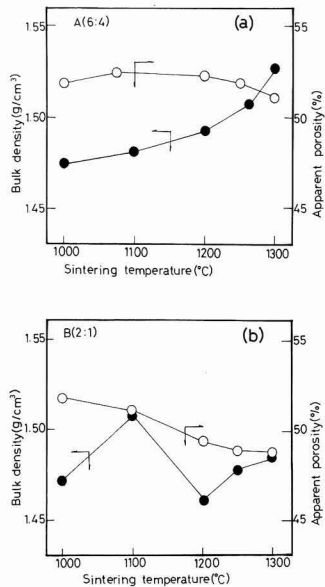 A(6:4)
(a)
1.55
1.50
1.45
55
50
45
Bulk density(g/cm³)
Apparent porosity(%)
1000 1100 1200 1300
Sintering temperature(°C)
B(2:1)
(b)
1.55
1.50
1.45
55
50
45
Bulk density(g/cm³)
Apparent porosity(%)
1000 1100 1200 1300
Sintering temperature(°C)